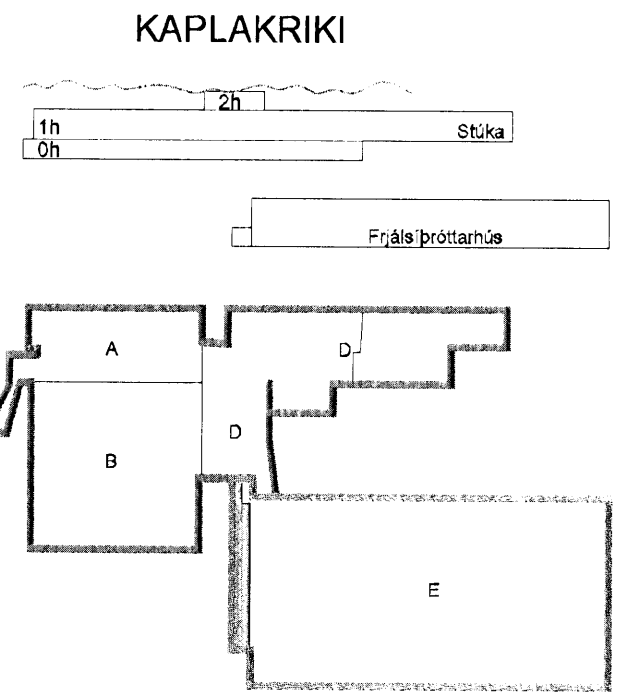 KAPLAKRIKI
2h
1h
Stúka
0h
Frjálsíþróttarhús
A
D
D
B
E